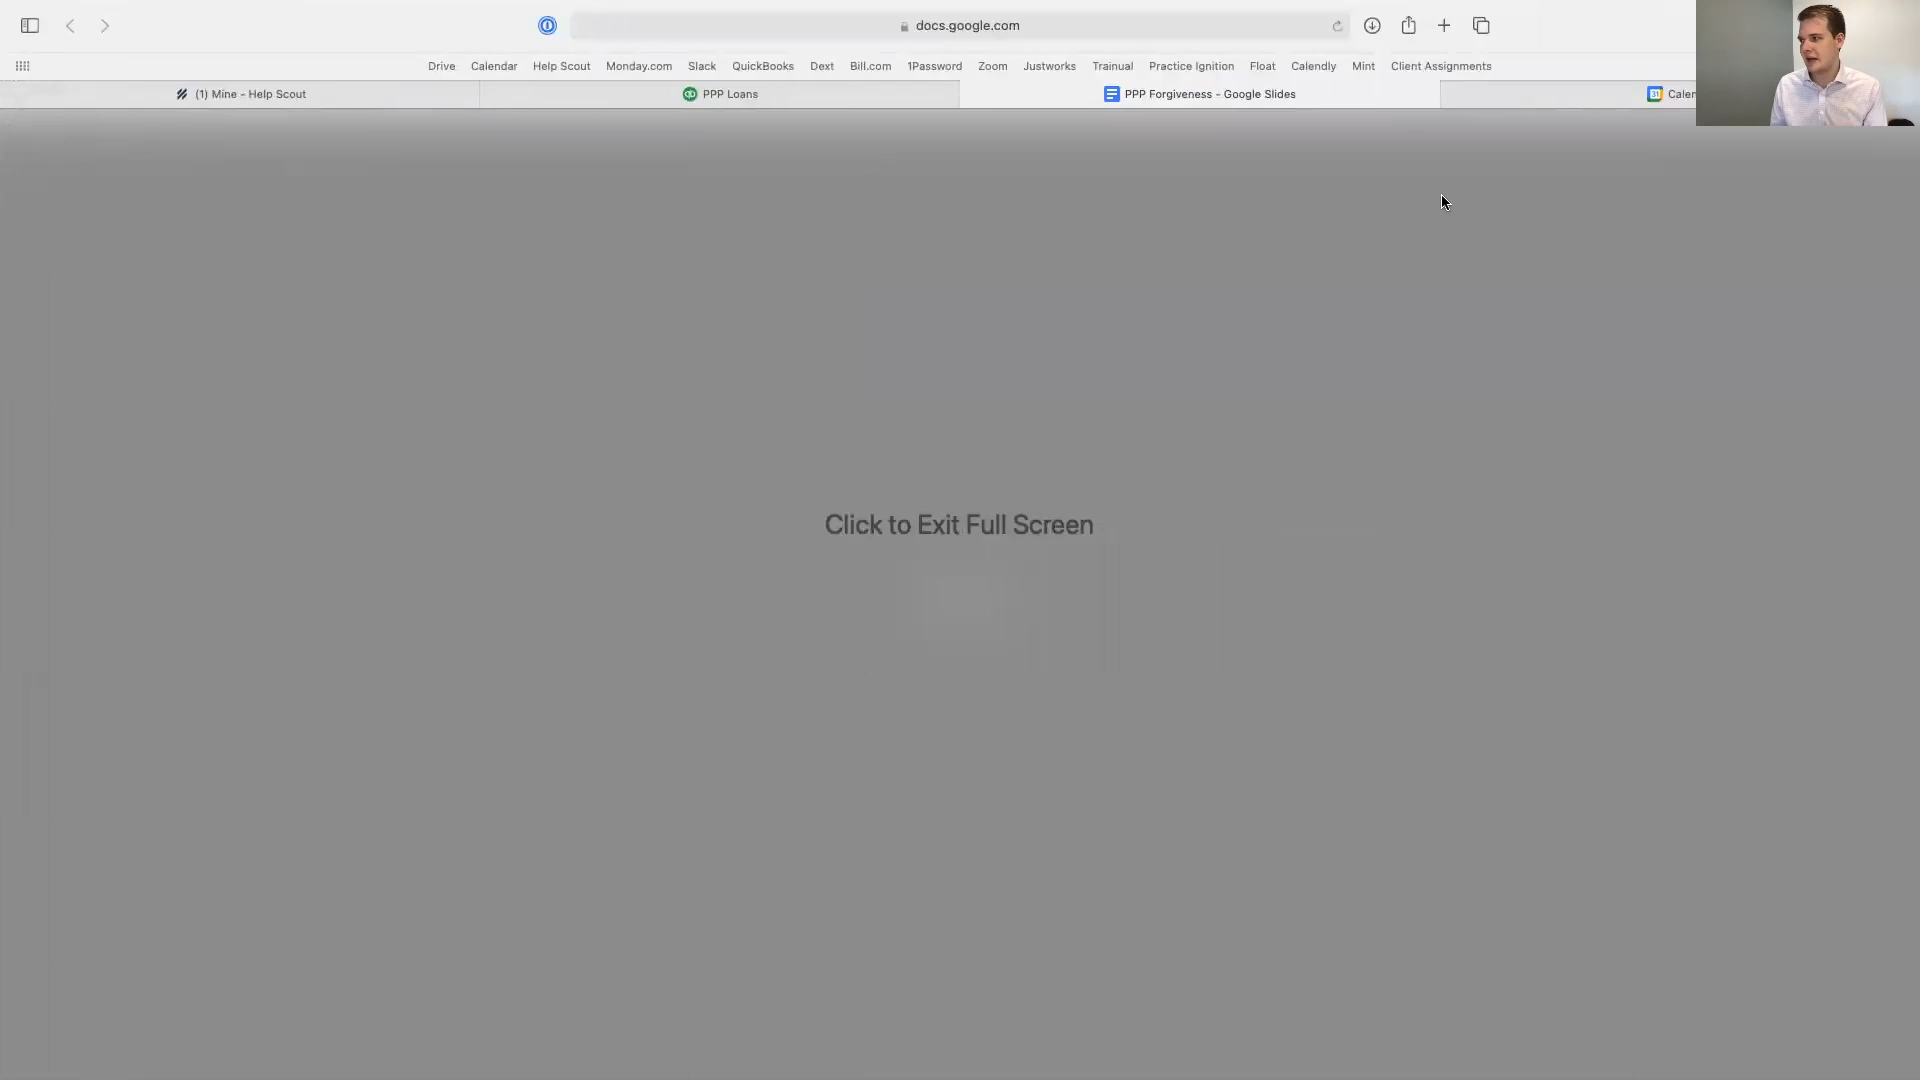 docs.google.com
Drive Calendar Help Scout Monday.com Slack QuickBooks Dext Bill.com 1Password Zoom Justworks Trainual Practice Ignition Float Calendly Mint Client Assignments
(1) Mine - Help Scout PPP Loans PPP Forgiveness - Google Slides 31 Calen
Click to Exit Full Screen